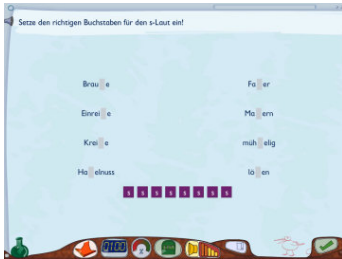 Setze den richtigen Buchstaben für den s-Laut ein!
Brau e
Fa er
Einrei e
Ma ern
Krei e
müh elig
Ha elnuss
lö en
s s s s s s s s